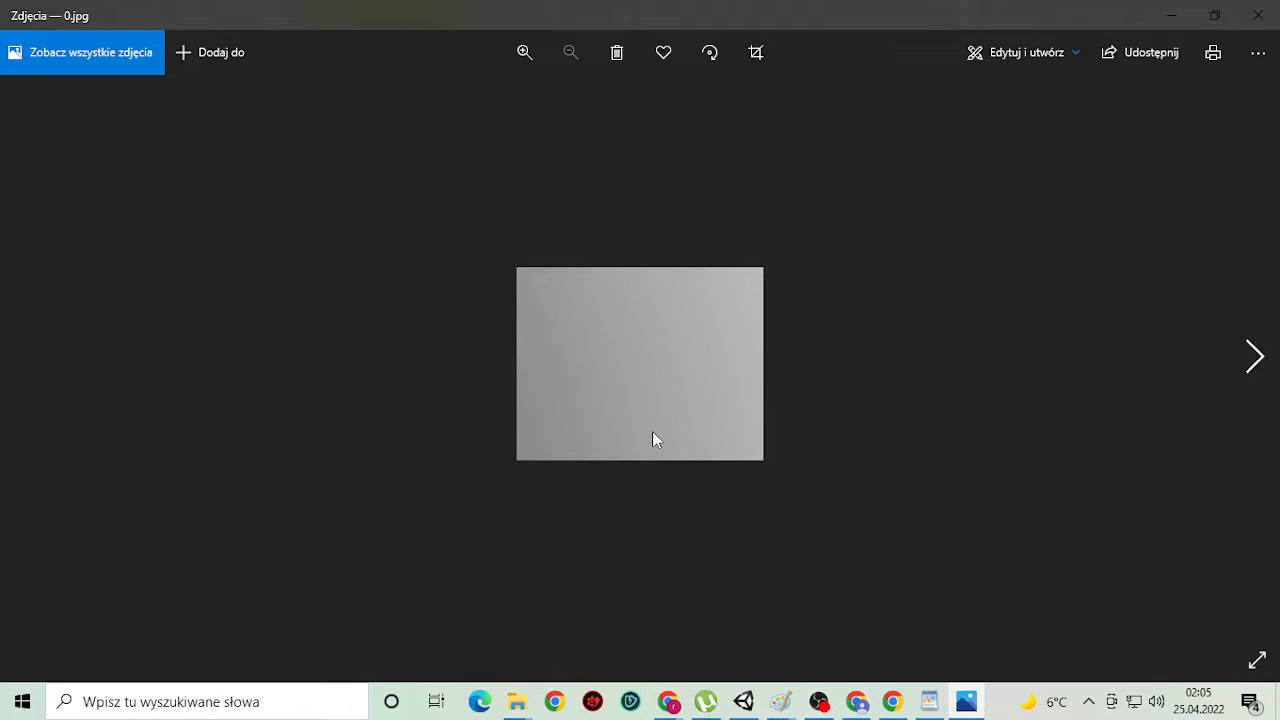 Zdjęcia — 0.jpg
Zobacz wszystkie zdjęcia
Dodaj do
Edytuj i utwórz
Udostępnij
Wpisz tu wyszukiwane słowa
6°C
02:05
25.04.2022
4